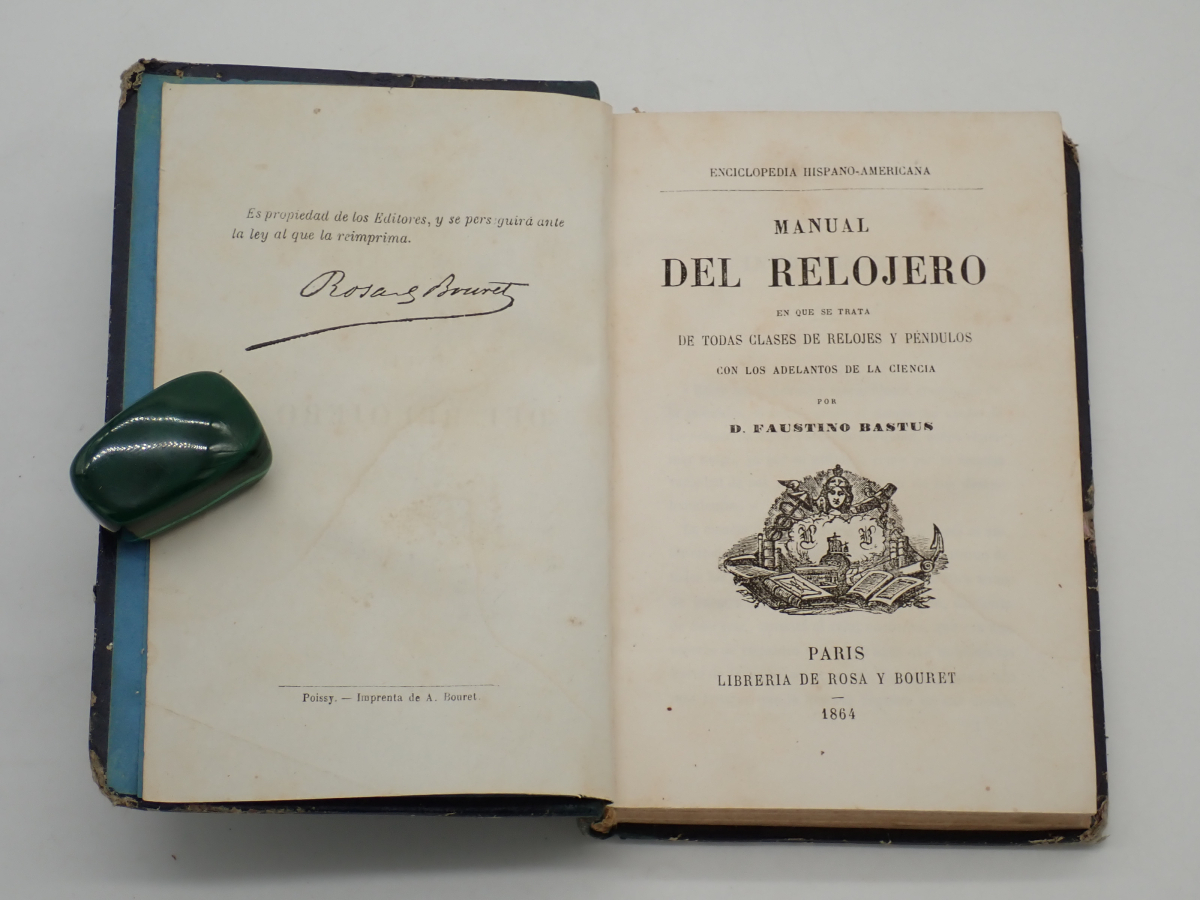 Es propiedad de los Editores, y se perseguirá ante
la ley al que la reimprima.
Rosa y Bouret
Poissy. — Imprenta de A. Bouret
ENCICLOPEDIA HISPANO-AMERICANA
MANUAL
DEL RELOJERO
EN QUE SE TRATA
DE TODAS CLASES DE RELOJES Y PÉNDULOS
CON LOS ADELANTOS DE LA CIENCIA
POR
D. FAUSTINO BASTUS
R B
PARIS
LIBRERIA DE ROSA Y BOURET
1864